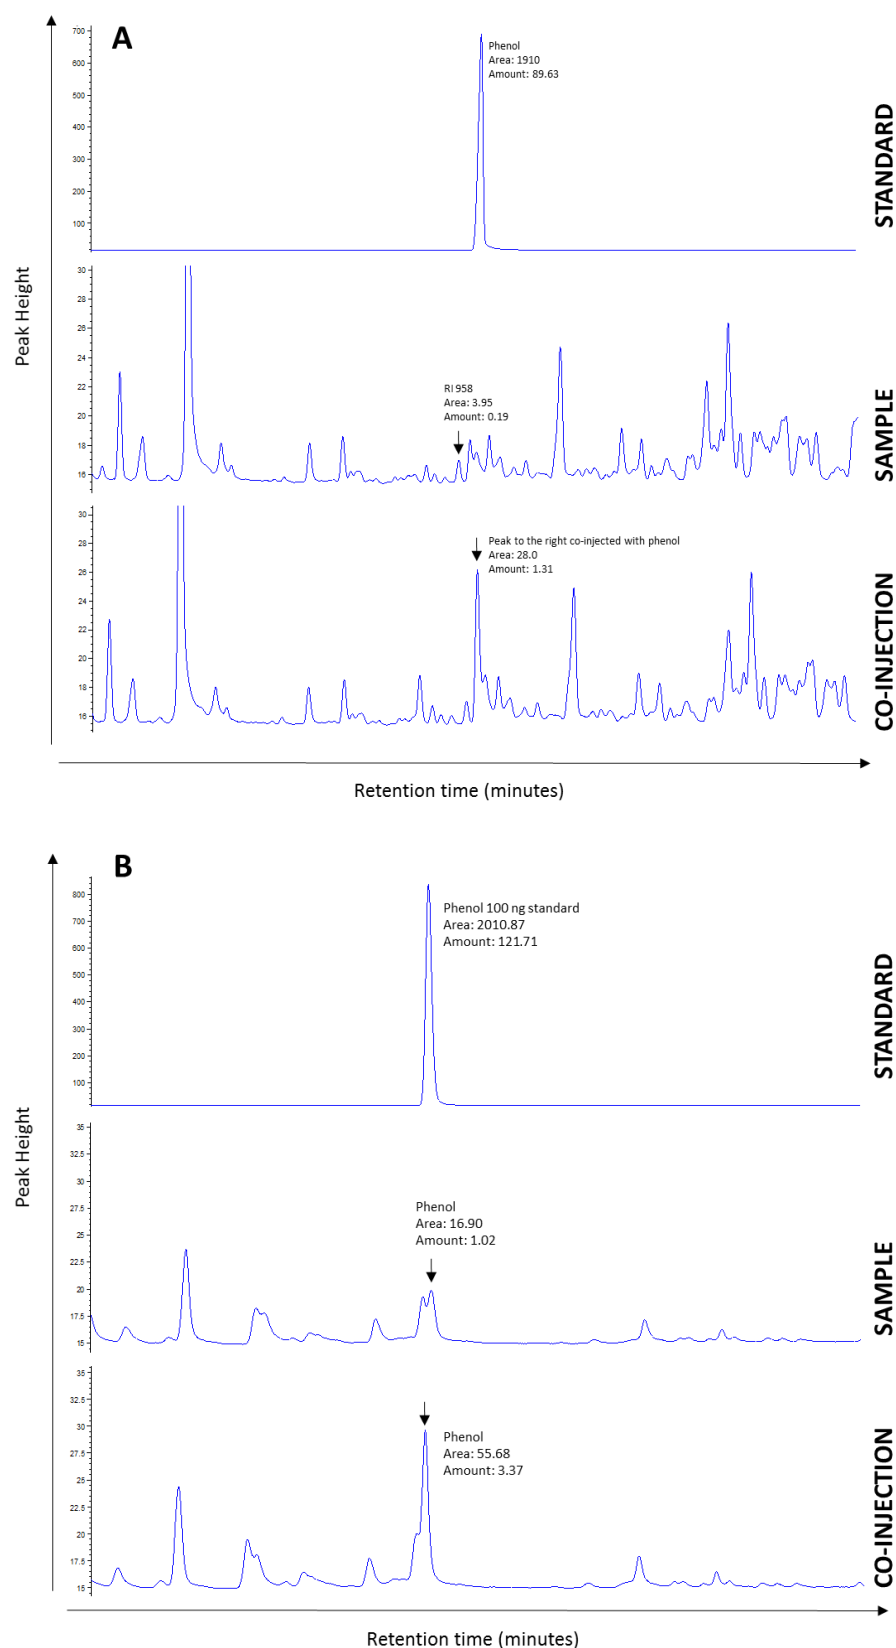 A
700
600
500
400
300
200
100
Phenol
Area: 1910
Amount: 89.63
STANDARD
Peak Height
30
28
26
24
22
20
18
16
RI 958
Area: 3.95
Amount: 0.19
SAMPLE
30
28
26
24
22
20
18
16
Peak to the right co-injected with phenol
Area: 28.0
Amount: 1.31
CO-INJECTION
Retention time (minutes)
B
800
700
600
500
400
300
200
100
Phenol 100 ng standard
Area: 2010.87
Amount: 121.71
STANDARD
Peak Height
35
32.5
30
27.5
25
22.5
20
17.5
15
Phenol
Area: 16.90
Amount: 1.02
SAMPLE
35
32.5
30
27.5
25
22.5
20
17.5
15
Phenol
Area: 55.68
Amount: 3.37
CO-INJECTION
Retention time (minutes)